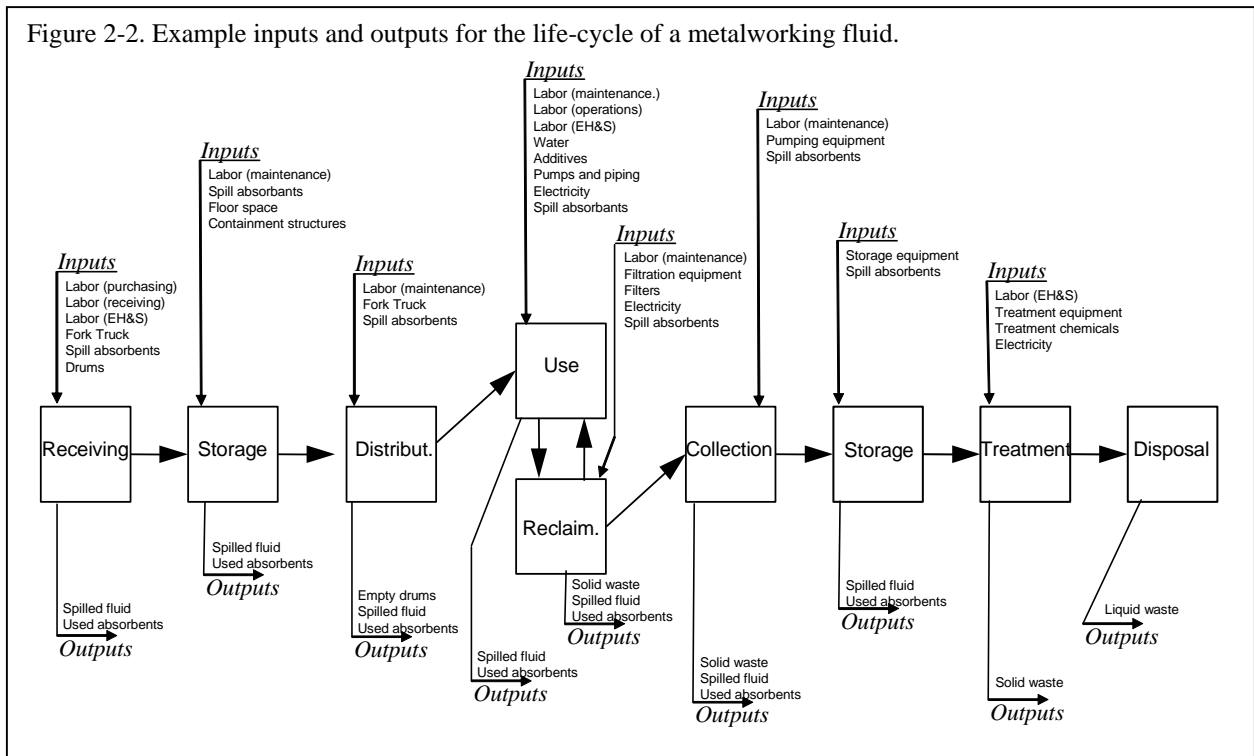 Figure 2-2. Example inputs and outputs for the life-cycle of a metalworking fluid.
Inputs
Labor (purchasing)
Labor (receiving)
Labor (EH&S)
Fork Truck
Spill absorbents
Drums
Receiving
Spilled fluid
Used absorbents
Outputs
Inputs
Labor (maintenance)
Spill absorbants
Floor space
Containment structures
Storage
Spilled fluid
Used absorbents
Outputs
Inputs
Labor (maintenance)
Fork Truck
Spill absorbents
Distribut.
Empty drums
Spilled fluid
Used absorbents
Outputs
Inputs
Labor (maintenance.)
Labor (operations)
Labor (EH&S)
Water
Additives
Pumps and piping
Electricity
Spill absorbants
Use
Spilled fluid
Used absorbents
Outputs
Inputs
Labor (maintenance)
Filtration equipment
Filters
Electricity
Spill absorbents
Reclaim.
Solid waste
Spilled fluid
Used absorbents
Outputs
Inputs
Labor (maintenance)
Pumping equipment
Spill absorbents
Collection
Solid waste
Spilled fluid
Used absorbents
Outputs
Inputs
Storage equipment
Spill absorbents
Storage
Spilled fluid
Used absorbents
Outputs
Inputs
Labor (EH&S)
Treatment equipment
Treatment chemicals
Electricity
Treatment
Solid waste
Outputs
Disposal
Liquid waste
Outputs